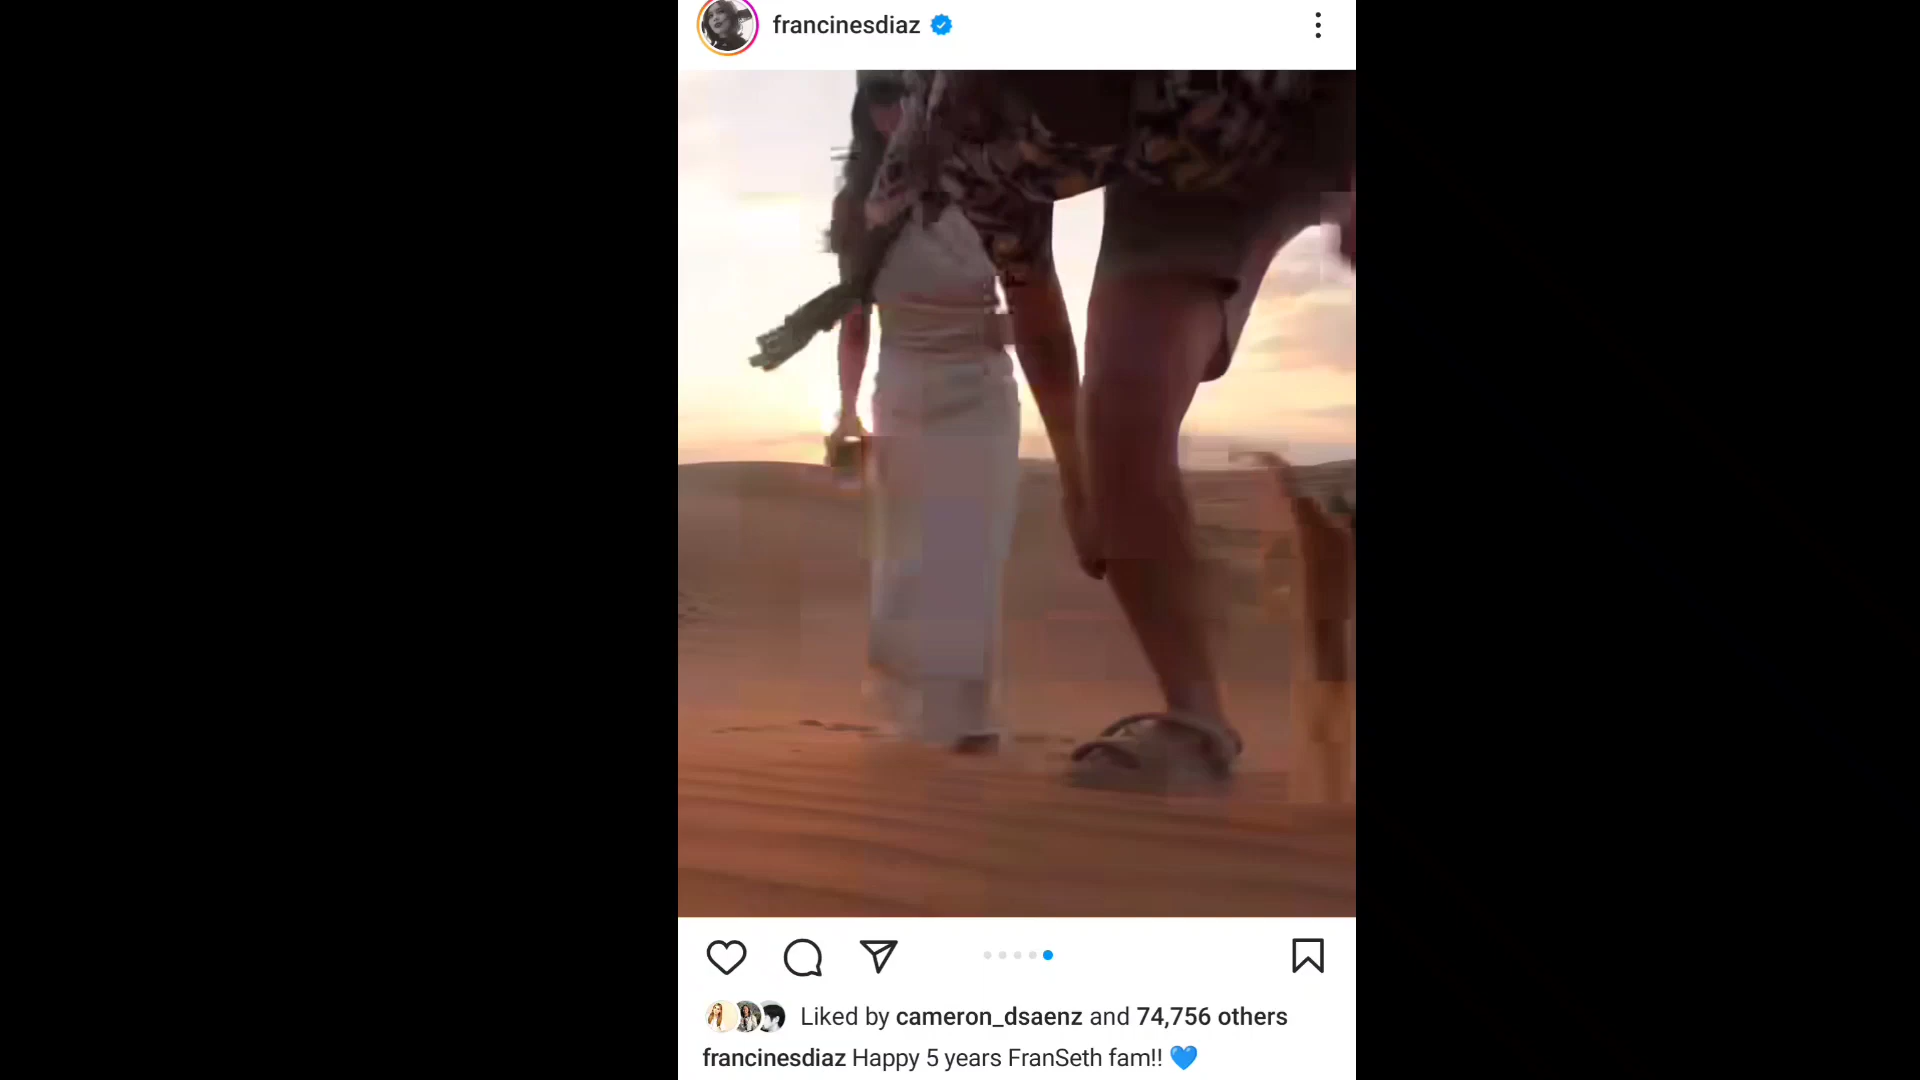 francinesdiaz
Liked by cameron_dsaenz and 74,756 others
francinesdiaz Happy 5 years FranSeth fam!! 💙